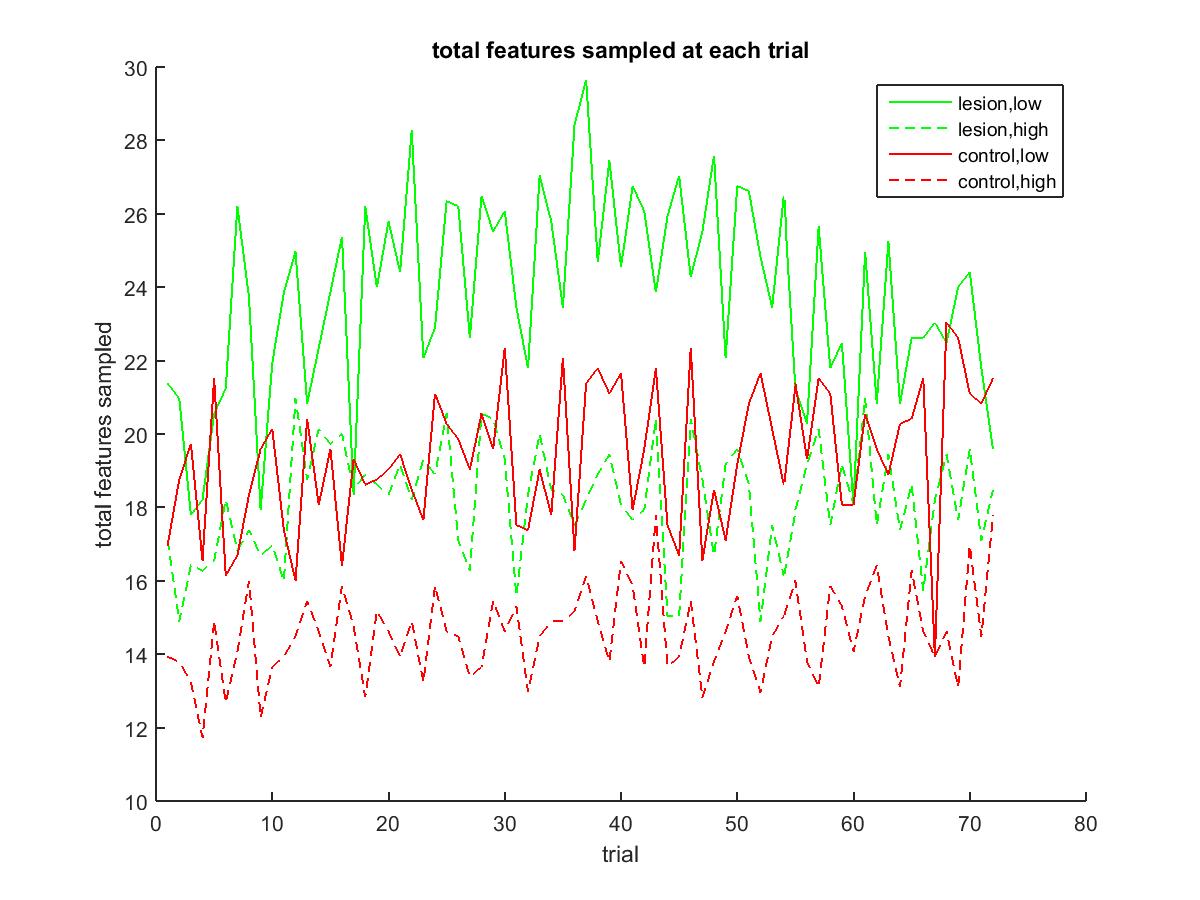 total features sampled at each trial
30
28
26
24
22
20
18
16
14
12
10
total features sampled
lesion,low
lesion,high
control,low
control,high
0 10 20 30 40 50 60 70 80
trial